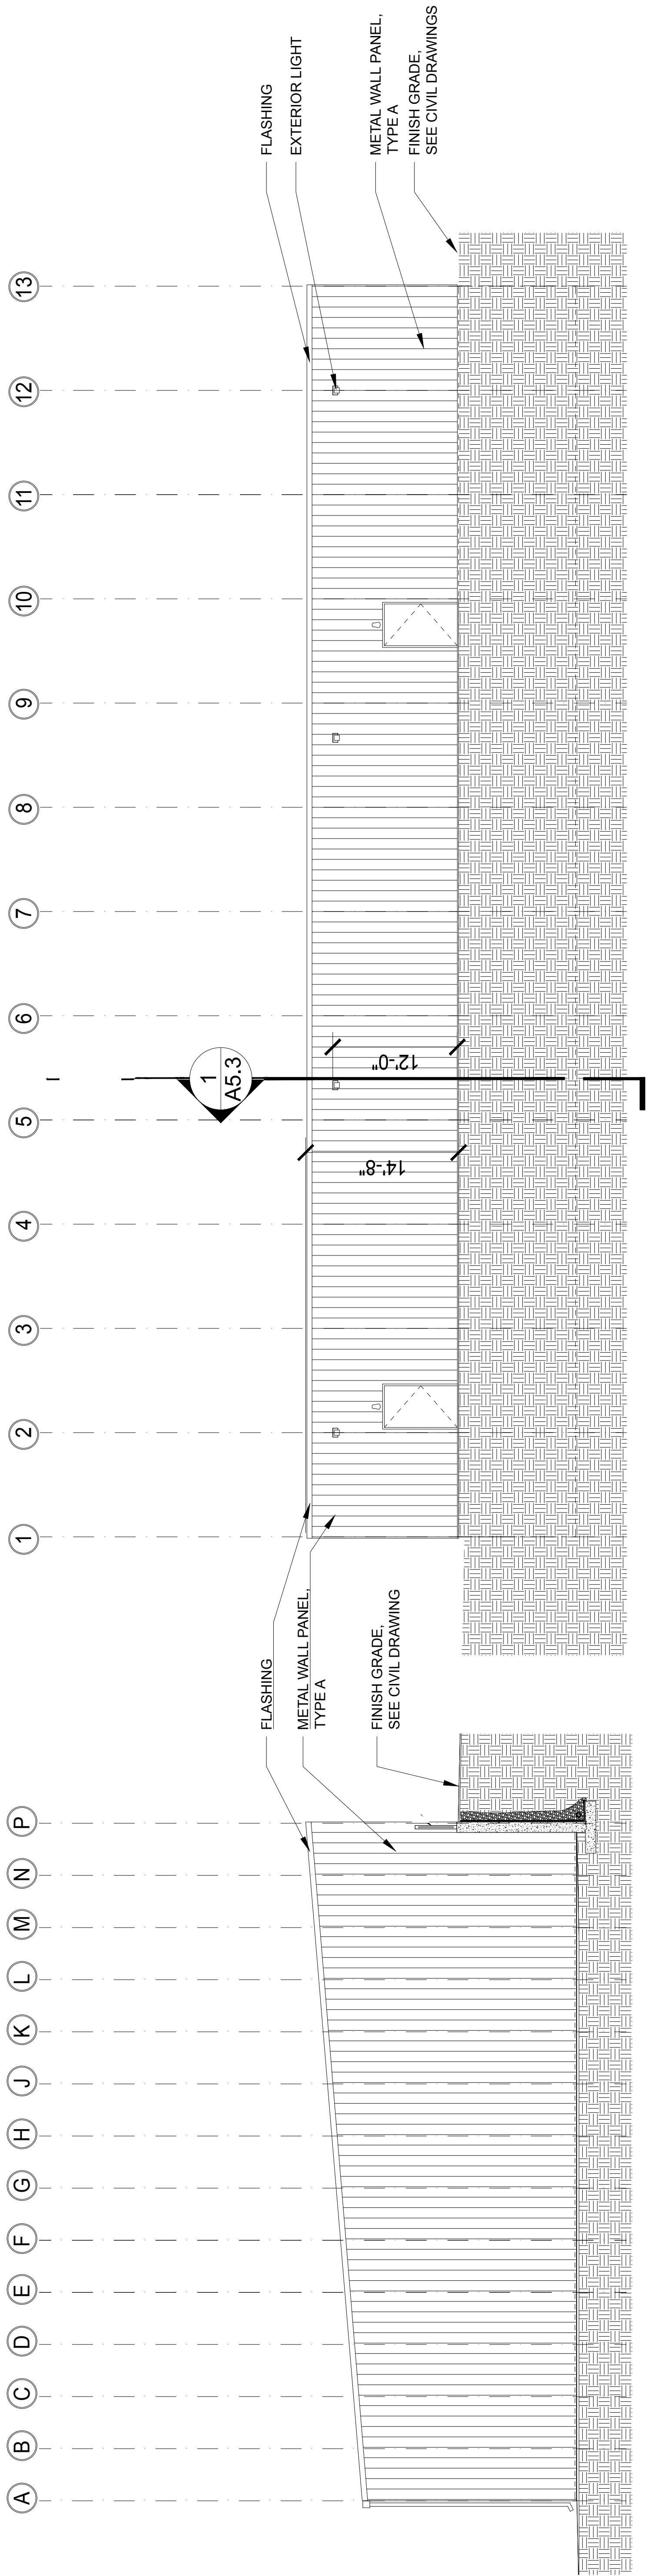 A
B
C
D
E
F
G
H
J
K
L
M
N
P
FLASHING
METAL WALL PANEL,
TYPE A
FINISH GRADE,
SEE CIVIL DRAWING
1
2
3
4
5
6
7
8
9
10
11
12
13
1
A5.3
14'-8"
12'-0"
FLASHING
EXTERIOR LIGHT
METAL WALL PANEL,
TYPE A
FINISH GRADE,
SEE CIVIL DRAWINGS